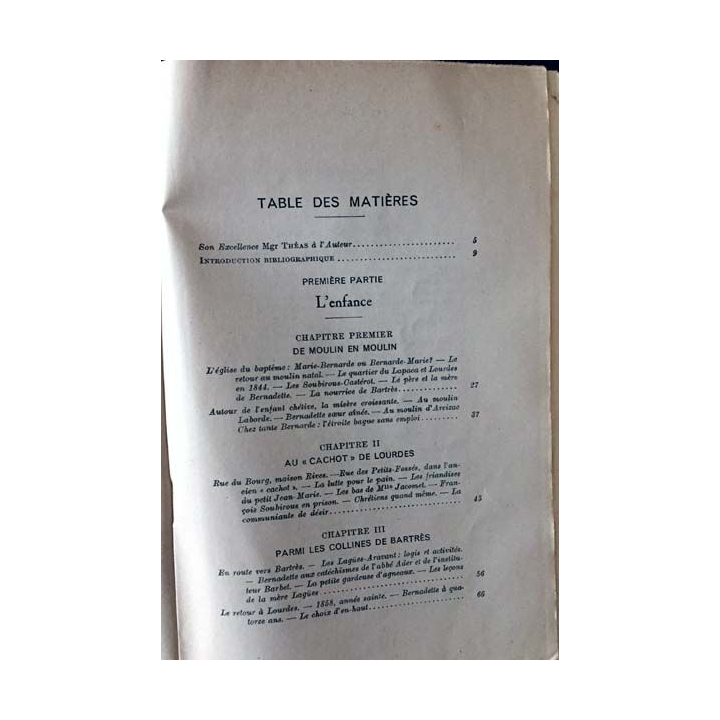 TABLE DES MATIÈRES
Son Excellence Mgr THÉAS à l'Auteur....................... 5
INTRODUCTION BIBLIOGRAPHIQUE........................... 9
PREMIÈRE PARTIE
L'enfance
CHAPITRE PREMIER
DE MOULIN EN MOULIN
L'église du baptême : Marie-Bernarde ou Bernarde-Marie? — Le
retour au moulin natal. — Le quartier du Lapaca et Lourdes
en 1844. — Les Soubirous-Castérot. — Le père et la mère
de Bernadette. — La nourrice de Bartrès.................. 27
Autour de l'enfant chétive, la misère croissante. — Au moulin
Laborde. — Bernadette sœur aînée. — Au moulin d'Arcizac
Chez tante Bernarde : l'étroite bague sans emploi........ 37
CHAPITRE II
AU « CACHOT » DE LOURDES
Rue du Bourg, maison Rives. — Rue des Petits-Fossés, dans l'an-
cien « cachot ». — La lutte pour le pain. — Les friandises
du petit Jean-Marie. — Les bas de Mlle Jacomet. — Fran-
çois Soubirous en prison. — Chrétiens quand même. — La
communiante de désir.............................. 45
CHAPITRE III
PARMI LES COLLINES DE BARTRÈS
En route vers Bartrès. — Les Lagües-Aravant : logis et activités.
— Bernadette aux catéchismes de l'abbé Ader et de l'institu-
teur Barbet. — La petite gardeuse d'agneaux. — Les leçons
de la mère Lagües................................. 56
Le retour à Lourdes. — 1858, année sainte. — Bernadette à qua-
torze ans. — Le choix d'en-haut...................... 66